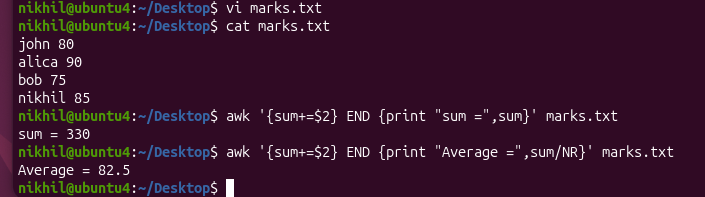 nikhil@ubuntu4:~/Desktop$ vi marks.txt
nikhil@ubuntu4:~/Desktop$ cat marks.txt
john 80
alica 90
bob 75
nikhil 85
nikhil@ubuntu4:~/Desktop$ awk '{sum+=$2} END {print "sum =",sum}' marks.txt
sum = 330
nikhil@ubuntu4:~/Desktop$ awk '{sum+=$2} END {print "Average =",sum/NR}' marks.txt
Average = 82.5
nikhil@ubuntu4:~/Desktop$